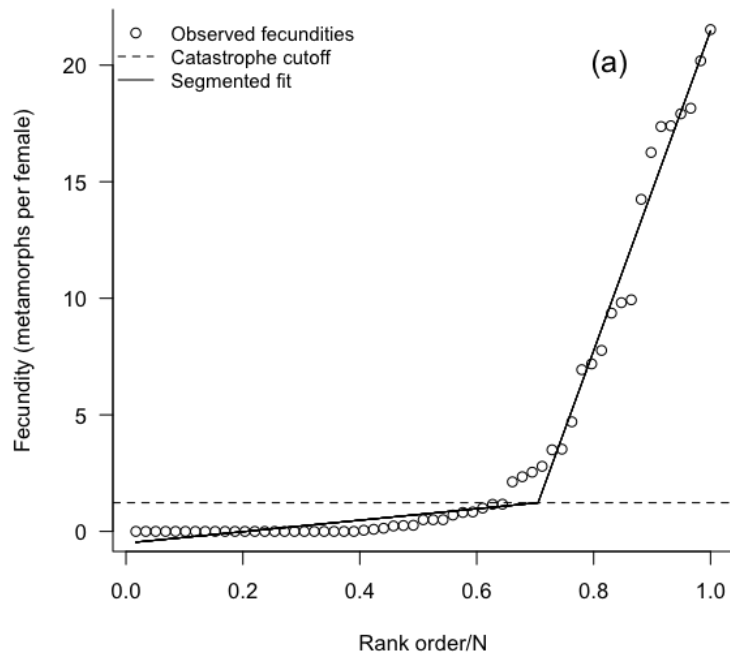 Observed fecundities
Catastrophe cutoff
Segmented fit
(a)
Fecundity (metamorphs per female)
20
15
10
5
0
0.0 0.2 0.4 0.6 0.8 1.0
Rank order/N